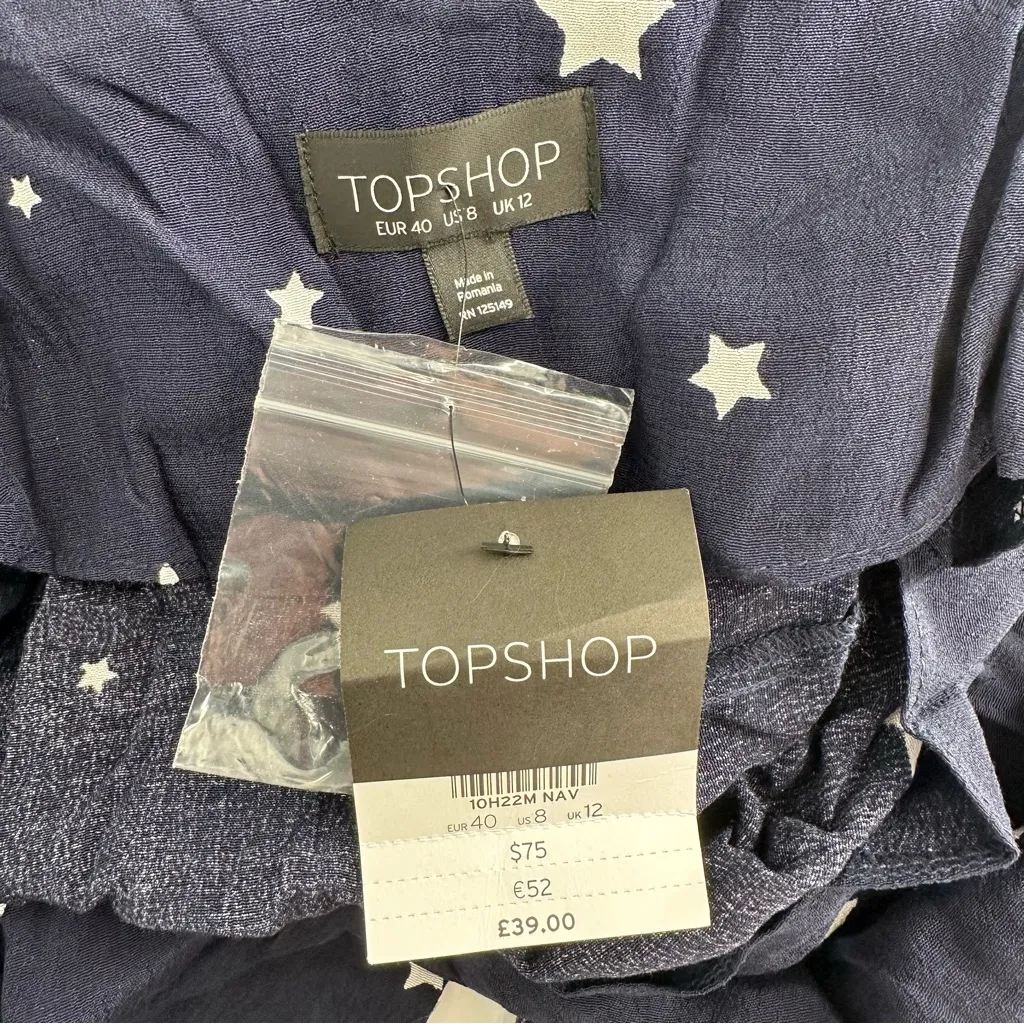 TOPSHOP
EUR 40 US 8 UK 12
Made in
Romania
RN 125149
TOPSHOP
10H22M NAV
EUR 40 US 8 UK 12
$75
€52
£39.00